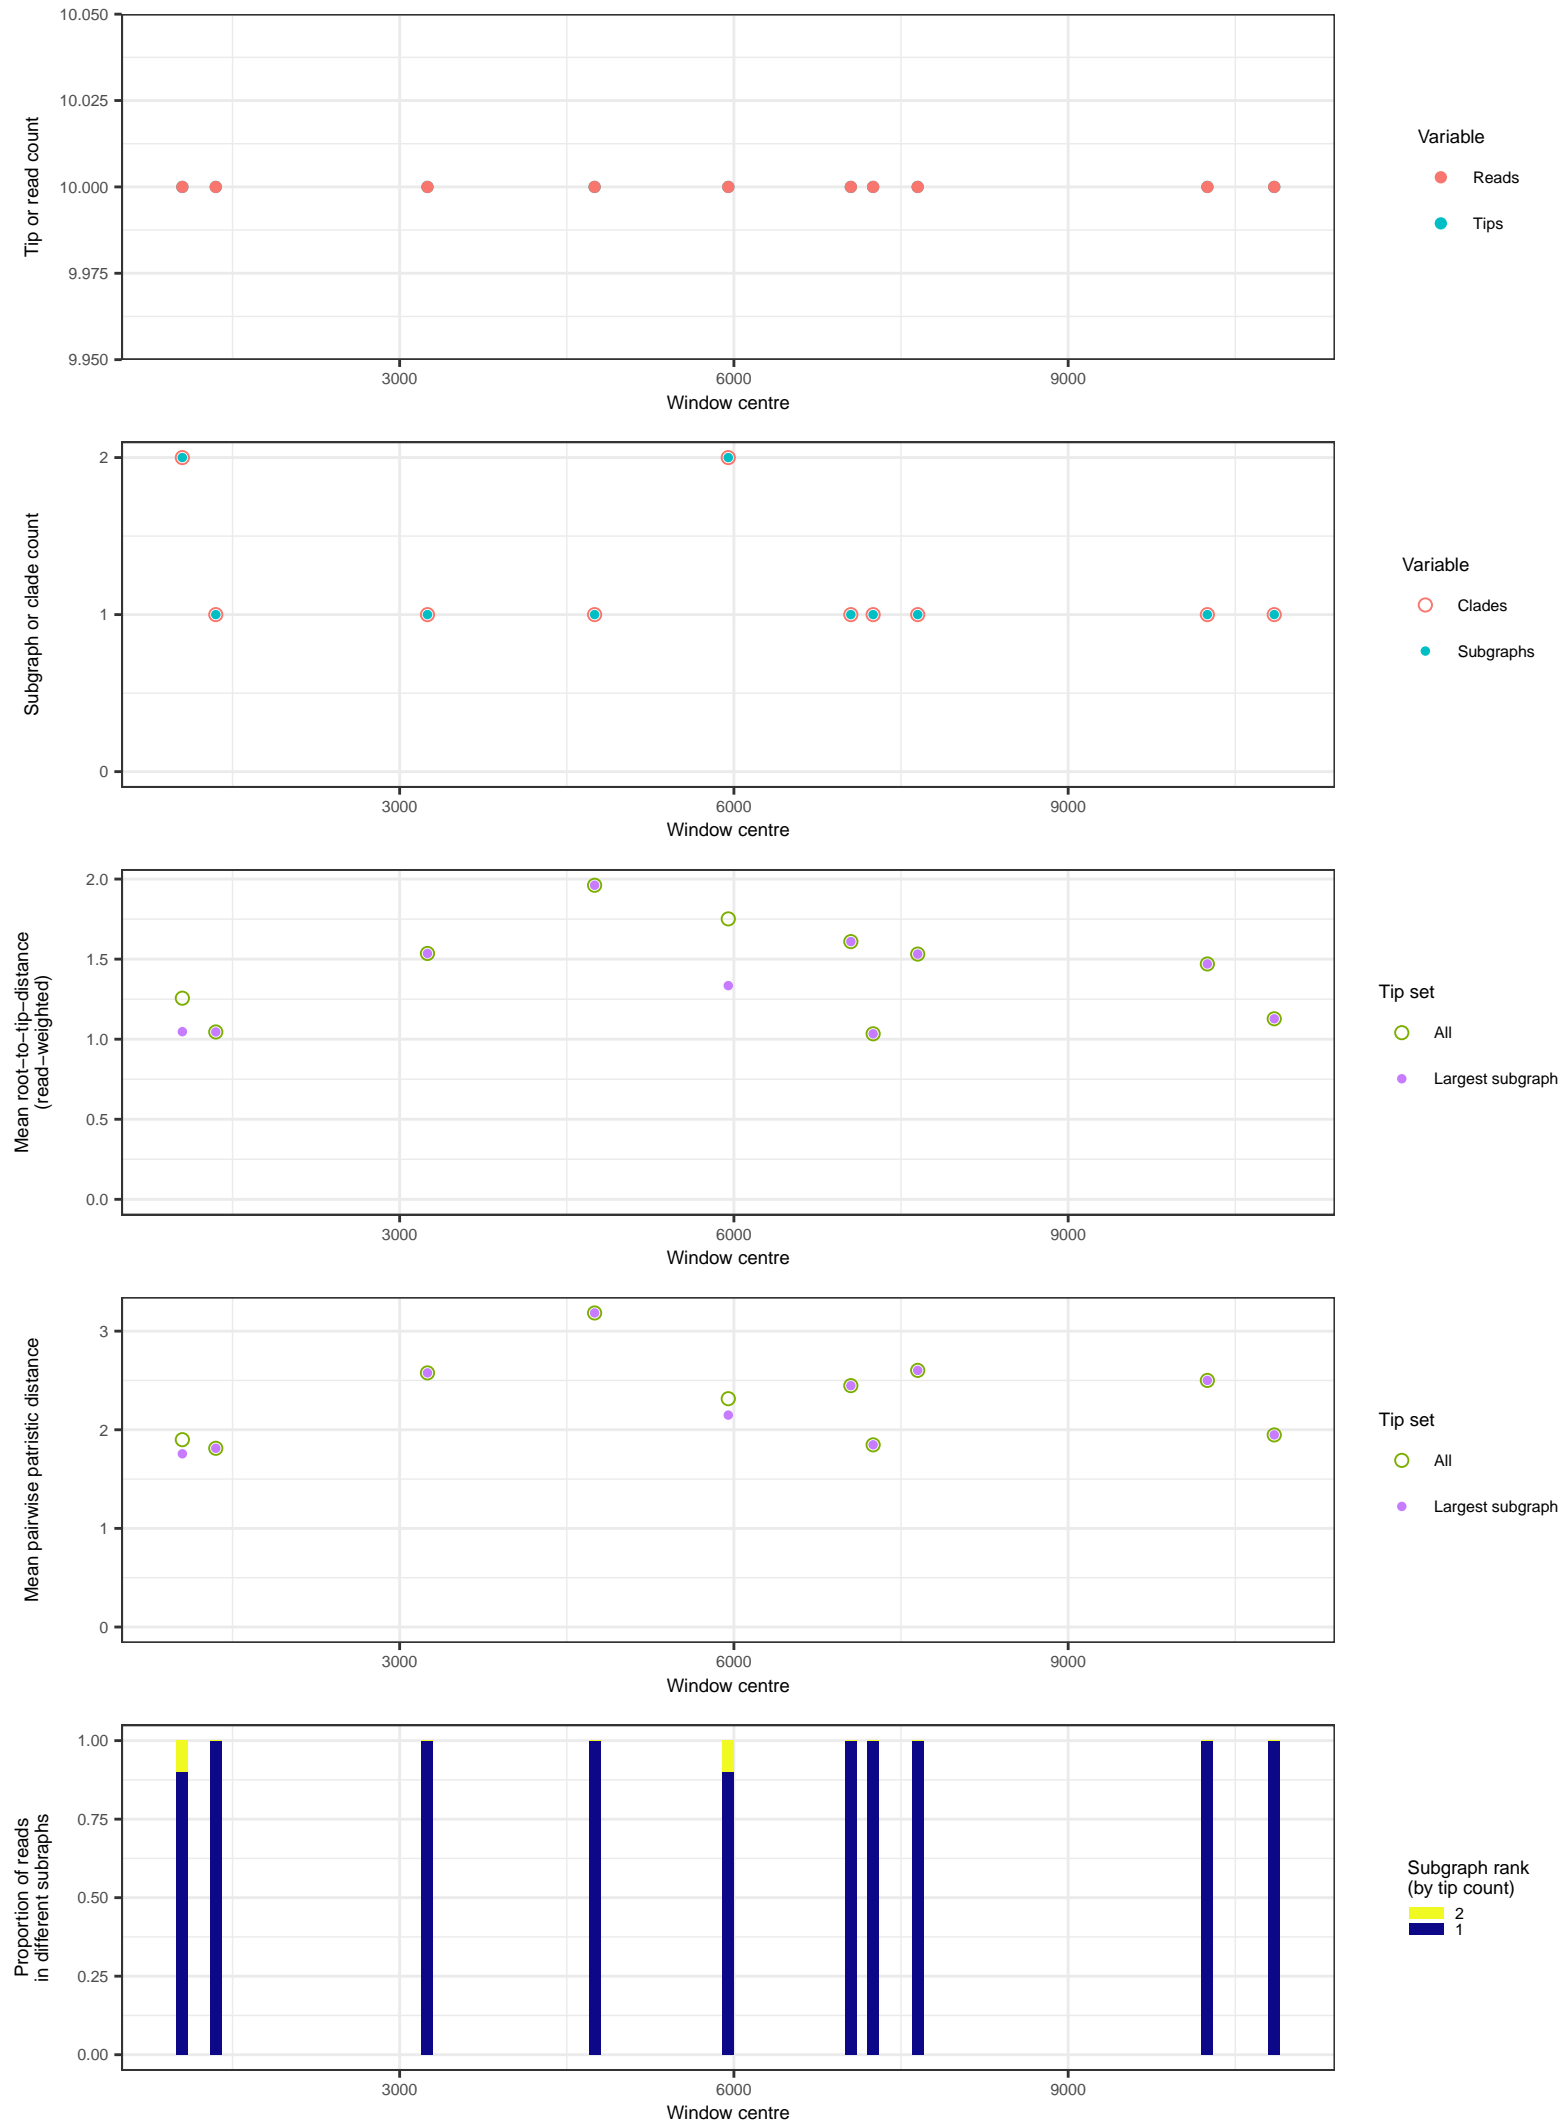 10.050
10.025
10.000
9.975
9.950
Tip or read count
3000
6000
9000
Window centre
Variable
Reads
Tips
2
1
0
Subgraph or clade count
3000
6000
9000
Window centre
Variable
Clades
Subgraphs
2.0
1.5
1.0
0.5
0.0
Mean root−to−tip−distance
(read−weighted)
3000
6000
9000
Window centre
Tip set
All
Largest subgraph
3
2
1
0
Mean pairwise patristic distance
3000
6000
9000
Window centre
Tip set
All
Largest subgraph
1.00
0.75
0.50
0.25
0.00
Proportion of reads
in different subraphs
3000
6000
9000
Window centre
Subgraph rank
(by tip count)
2
1